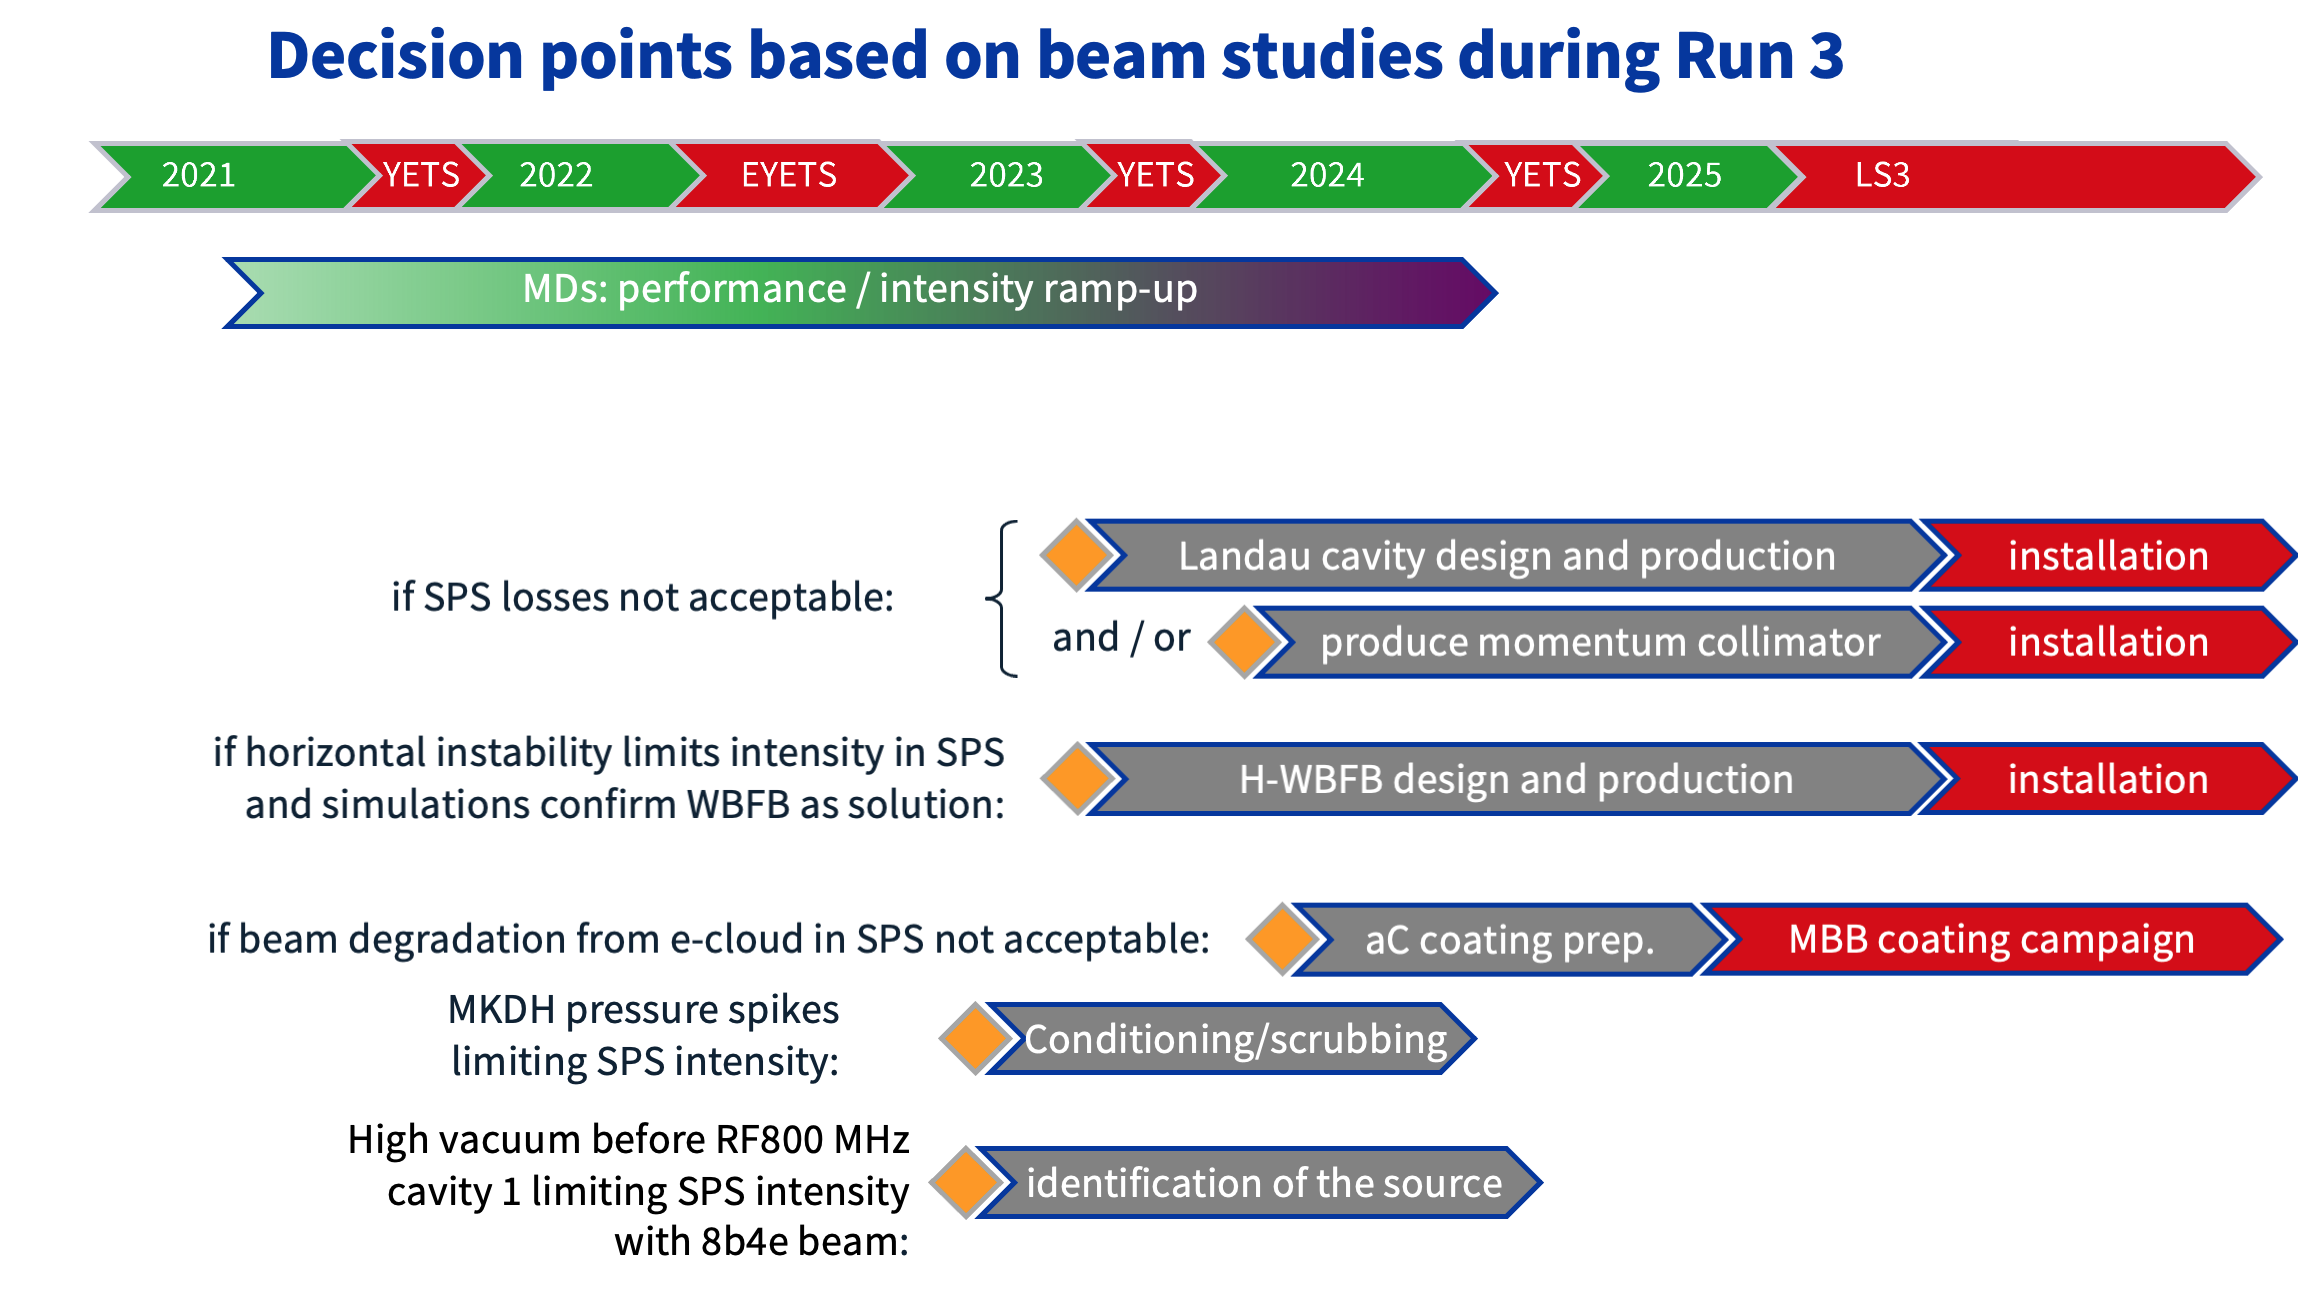 Decision points based on beam studies during Run 3
2021 YETS 2022 EYETS 2023 YETS 2024 YETS 2025 LS3
MDs: performance / intensity ramp-up
if SPS losses not acceptable:
Landau cavity design and production installation
and / or produce momentum collimator installation
if horizontal instability limits intensity in SPS
and simulations confirm WBFB as solution:
H-WBFB design and production installation
if beam degradation from e-cloud in SPS not acceptable: aC coating prep. MBB coating campaign
MKDH pressure spikes
limiting SPS intensity:
Conditioning/scrubbing
High vacuum before RF800 MHz
cavity 1 limiting SPS intensity
with 8b4e beam:
identification of the source